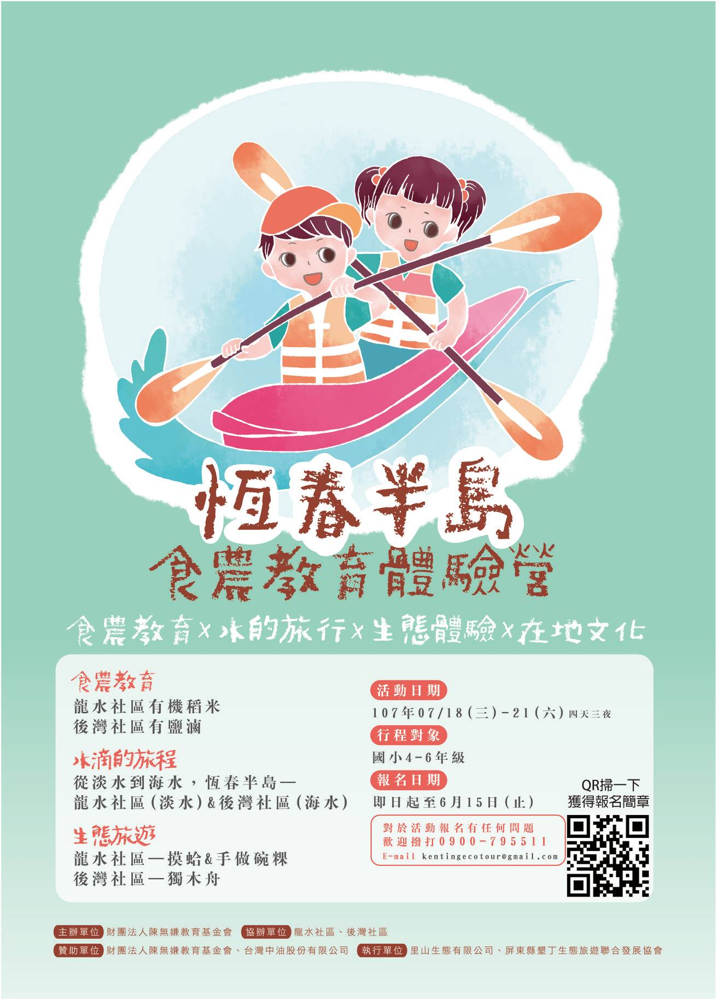 恆春半島
食農教育體驗營
食農教育x水的旅行x生態體驗x在地文化
食農教育
龍水社區有機稻米
後灣社區有鹽滷
水滴的旅程
從淡水到海水，恆春半島—
龍水社區(淡水)&後灣社區(海水)
生態旅遊
龍水社區—摸蛤&手做碗粿
後灣社區—獨木舟
活動日期
107年07/18(三)-21(六)四天三夜
行程對象
國小4-6年級
報名日期
即日起至6月15日(止)
對於活動報名有任何問題
歡迎撥打0900-795511
E-mail kentingecotour@gmail.com
QR掃一下
獲得報名簡章
主辦單位 財團法人陳無嫌教育基金會 協辦單位 龍水社區、後灣社區
贊助單位 財團法人陳無嫌教育基金會、台灣中油股份有限公司 執行單位 里山生態有限公司、屏東縣墾丁生態旅遊聯合發展協會